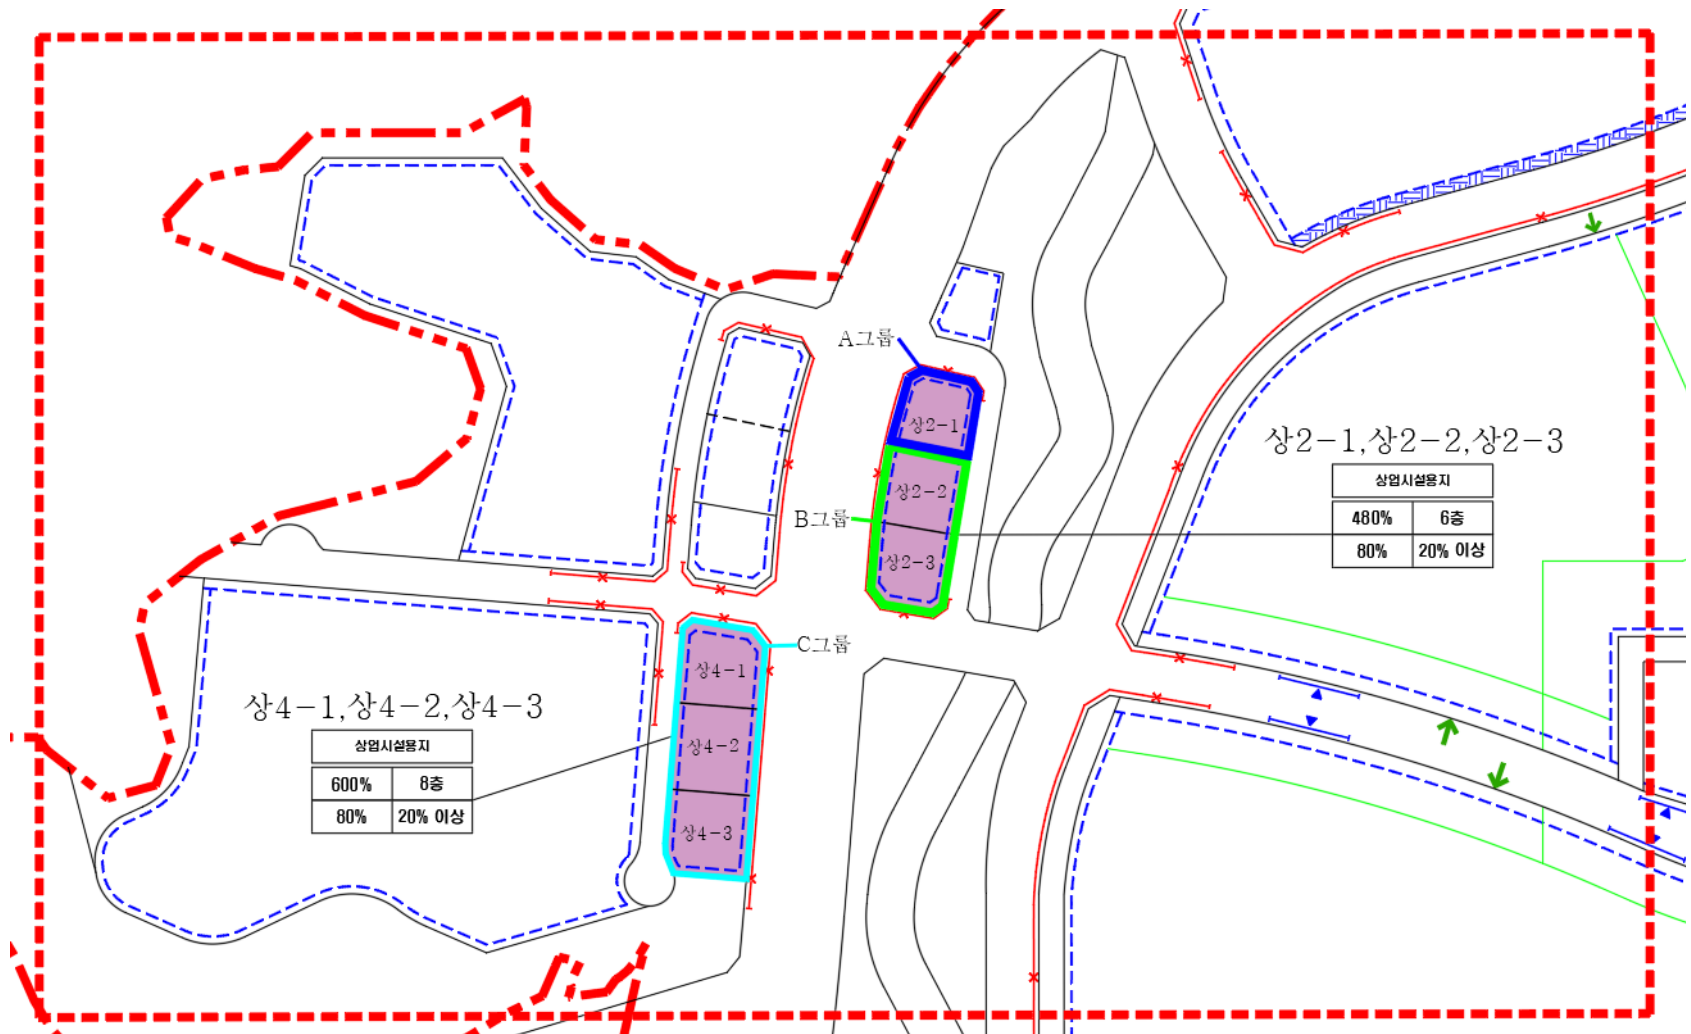 A그룹
상2-1
상2-1,상2-2,상2-3
상업시설용지
480% 6층
80% 20% 이상
상2-2
B그룹
상2-3
C그룹
상4-1
상4-1,상4-2,상4-3
상업시설용지
600% 8층
80% 20% 이상
상4-2
상4-3